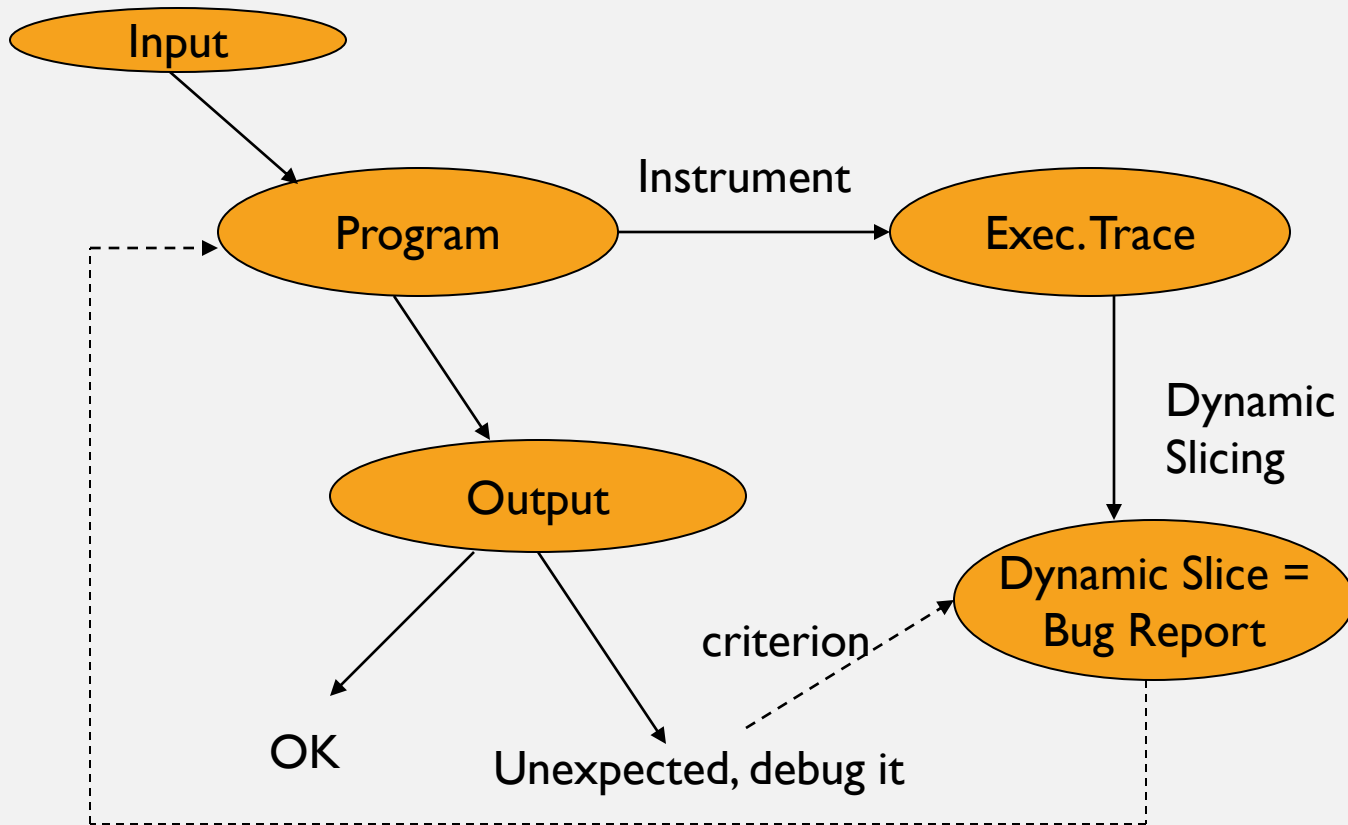 Input
Instrument
Program
Exec. Trace
Dynamic
Slicing
Output
Dynamic Slice =
Bug Report
criterion
OK
Unexpected, debug it